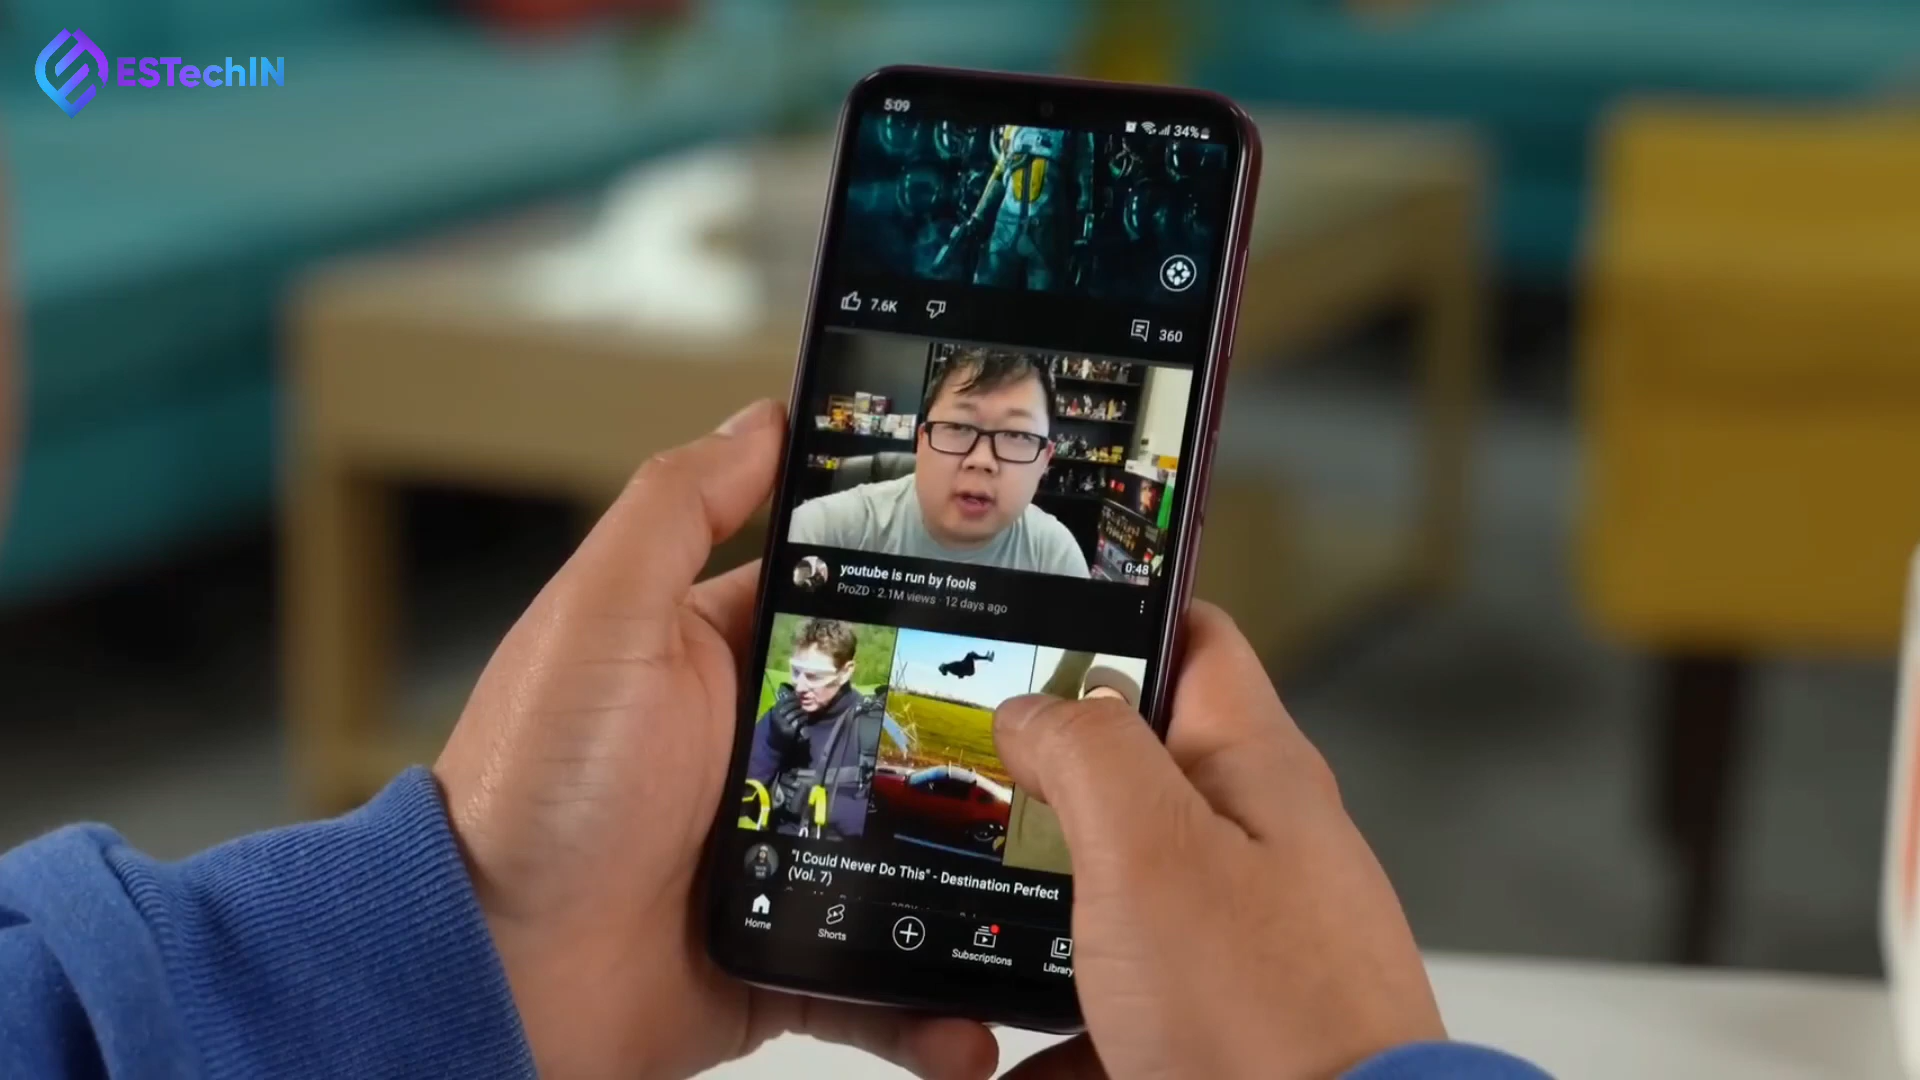 ESTechIN
5:09
34%
7.6K
360
0:48
youtube is run by fools
ProZD · 2.1M views · 12 days ago
"I Could Never Do This" - Destination Perfect
(Vol. 7)
Home
Shorts
Subscriptions
Library